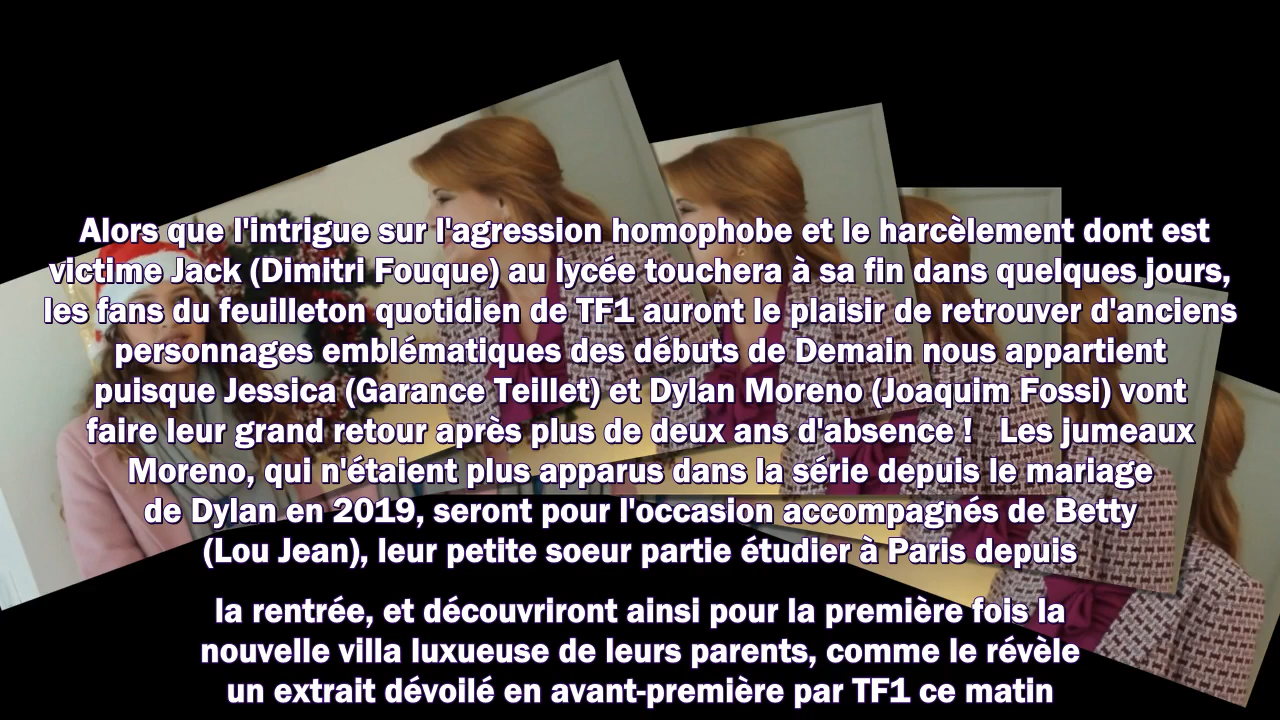 Alors que l'intrigue sur l'agression homophobe et le harcèlement dont est
victime Jack (Dimitri Fouque) au lycée touchera à sa fin dans quelques jours,
les fans du feuilleton quotidien de TF1 auront le plaisir de retrouver d'anciens
personnages emblématiques des débuts de Demain nous appartient
puisque Jessica (Garance Teillet) et Dylan Moreno (Joaquim Fossi) vont
faire leur grand retour après plus de deux ans d'absence !   Les jumeaux
Moreno, qui n'étaient plus apparus dans la série depuis le mariage
de Dylan en 2019, seront pour l'occasion accompagnés de Betty
(Lou Jean), leur petite soeur partie étudier à Paris depuis
la rentrée, et découvriront ainsi pour la première fois la
nouvelle villa luxueuse de leurs parents, comme le révèle
un extrait dévoilé en avant-première par TF1 ce matin